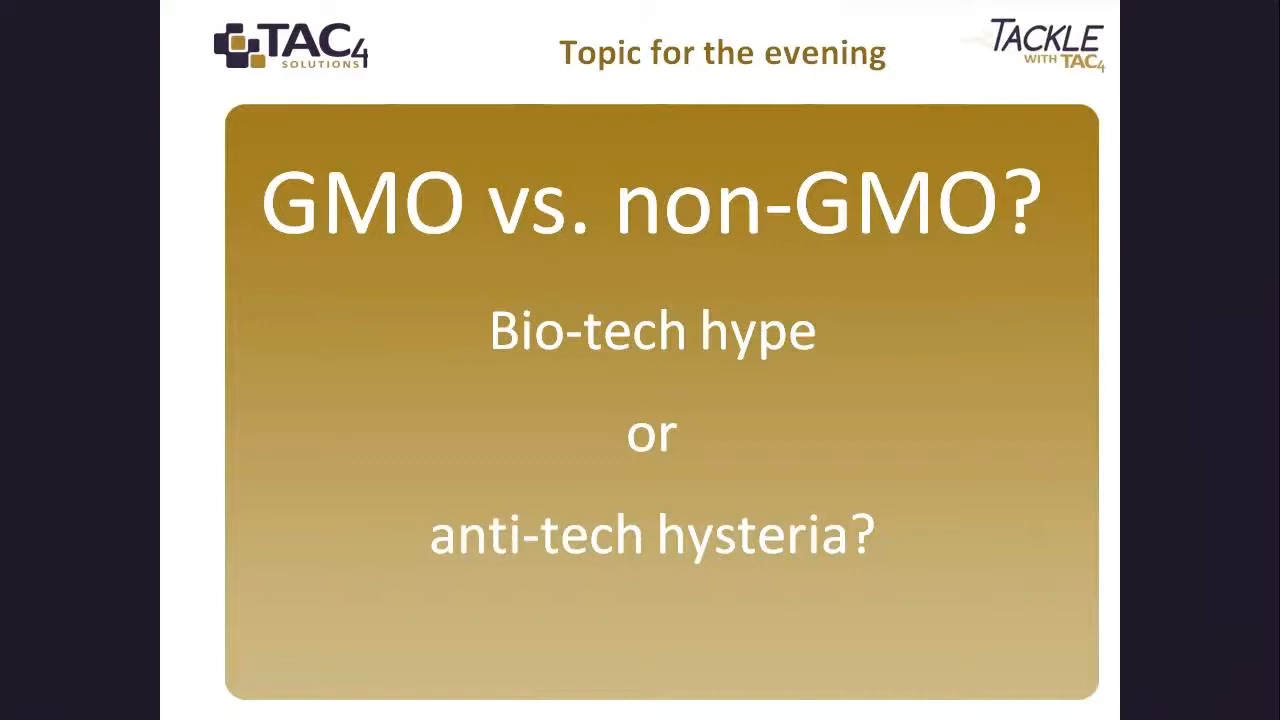 TAC4
SOLUTIONS
Topic for the evening
TACKLE
WITH TAC4
GMO vs. non-GMO?
Bio-tech hype
or
anti-tech hysteria?